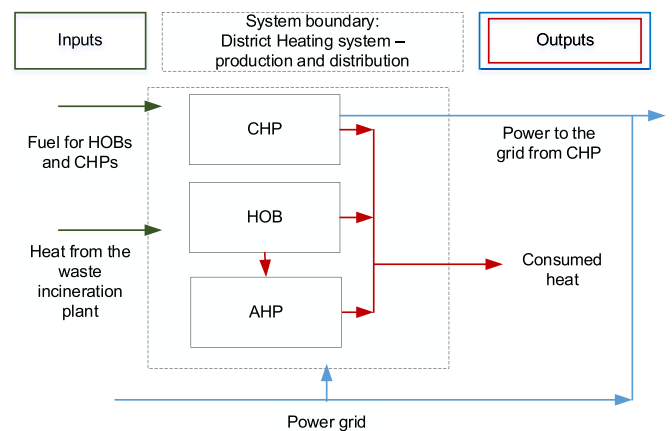 Inputs
System boundary:
District Heating system –
production and distribution
Outputs
CHP
Fuel for HOBs
and CHPs
Power to the
grid from CHP
HOB
Heat from the
waste
incineration
plant
Consumed
heat
AHP
Power grid